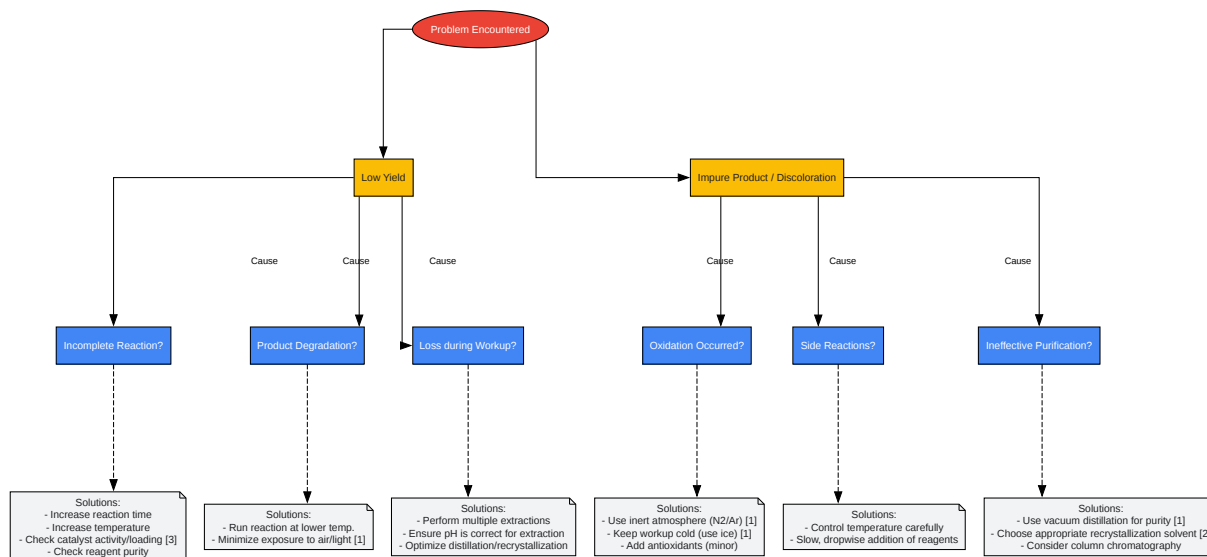 Problem Encountered
Low Yield
Impure Product / Discoloration
Cause
Cause
Cause
Cause
Cause
Cause
Incomplete Reaction?
Product Degradation?
Loss during Workup?
Oxidation Occurred?
Side Reactions?
Ineffective Purification?
Solutions:
- Increase reaction time
- Increase temperature
- Check catalyst activity/loading [3]
- Check reagent purity
Solutions:
- Run reaction at lower temp.
- Minimize exposure to air/light [1]
Solutions:
- Perform multiple extractions
- Ensure pH is correct for extraction
- Optimize distillation/recrystallization
Solutions:
- Use inert atmosphere (N2/Ar) [1]
- Keep workup cold (use ice) [1]
- Add antioxidants (minor)
Solutions:
- Control temperature carefully
- Slow, dropwise addition of reagents
Solutions:
- Use vacuum distillation for purity [1]
- Choose appropriate recrystallization solvent [2
- Consider column chromatography